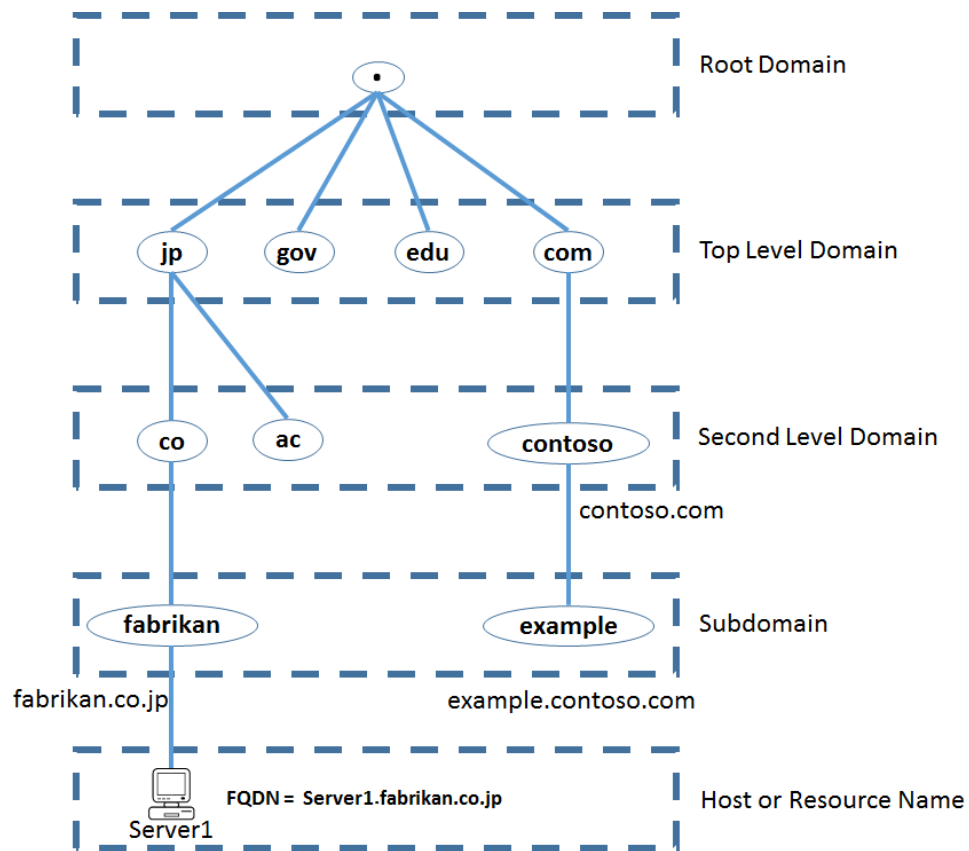 •
Root Domain
jp gov edu com
Top Level Domain
co ac contoso
Second Level Domain
contoso.com
fabrikan example
Subdomain
fabrikan.co.jp example.contoso.com
FQDN = Server1.fabrikan.co.jp
Host or Resource Name
Server1